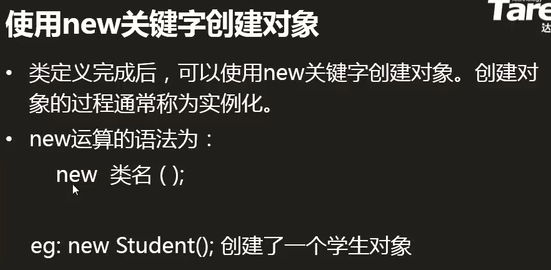 Tare
达
使用new关键字创建对象
• 类定义完成后，可以使用new关键字创建对象。创建对
象的过程通常称为实例化。
• new运算的语法为：
new 类名 ( );
eg: new Student(); 创建了一个学生对象